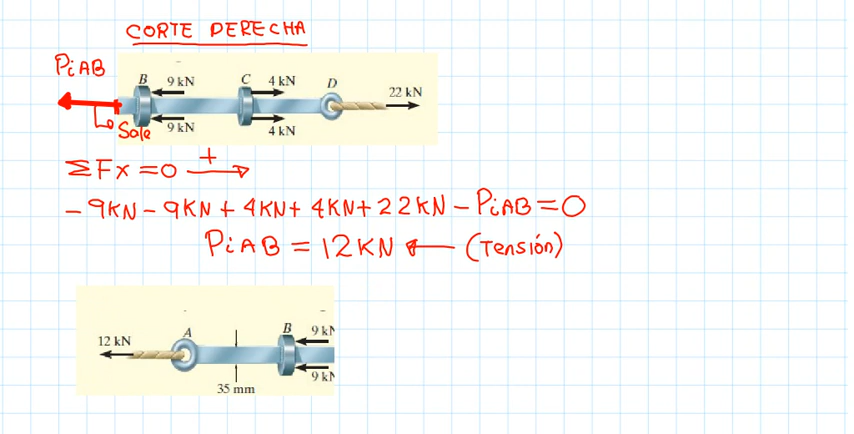 CORTE DERECHA
PiAB
B 9 kN C 4 kN D 22 kN
Sale 9 kN 4 kN
ΣFx = 0 + →
- 9KN - 9KN + 4KN + 4KN + 22KN - PiAB = 0
PiAB = 12KN ← (Tensión)
12 kN A B 9 kN
9 kN
35 mm